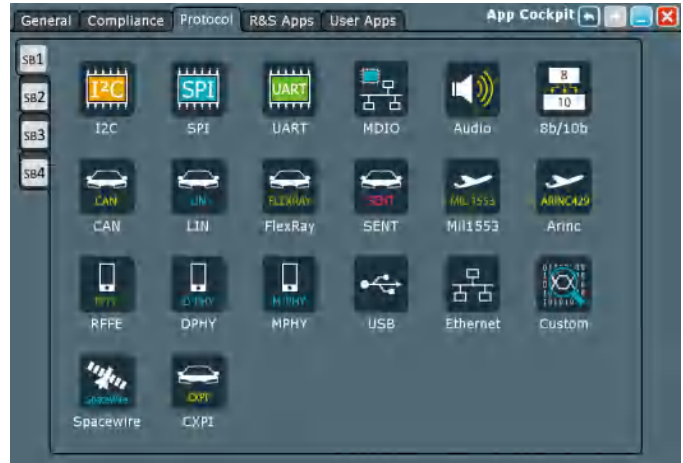 General Compliance Protocol R&S Apps User Apps App Cockpit
SB1
SB2
SB3
SB4
I²C SPI UART 8 10
I2C SPI UART MDIO Audio 8b/10b
CAN LIN FLEXRAY SENT MIL 1553 ARINC429
CAN LIN FlexRay SENT Mil1553 Arinc
RFFE D-PHY M-PHY
RFFE DPHY MPHY USB Ethernet Custom
SpaceWire CXPI
Spacewire CXPI